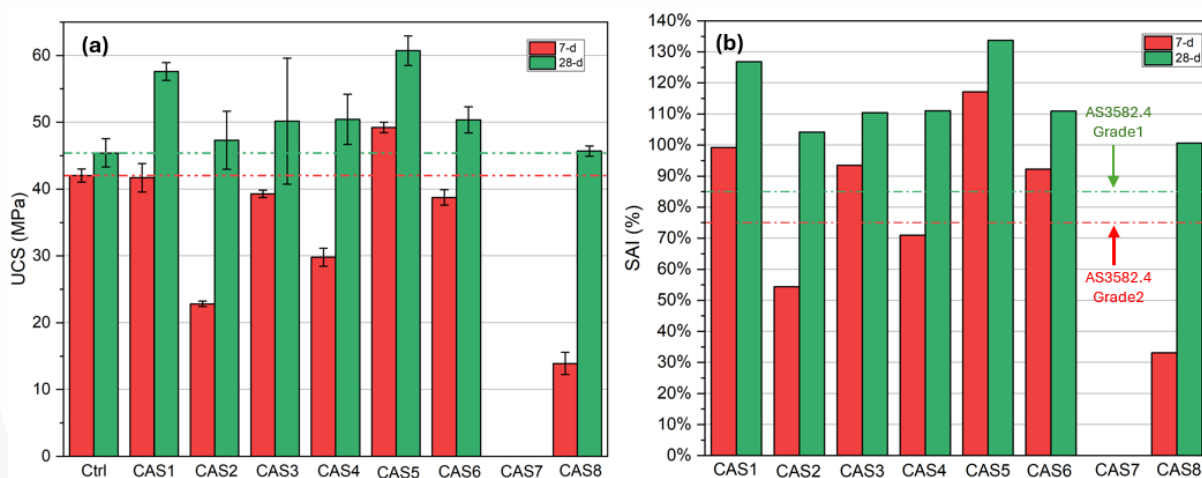 (a)
7-d
28-d
UCS (MPa)
60
50
40
30
20
10
0
Ctrl CAS1 CAS2 CAS3 CAS4 CAS5 CAS6 CAS7 CAS8
(b)
7-d
28-d
SAI (%)
140%
130%
120%
110%
100%
90%
80%
70%
60%
50%
40%
30%
20%
10%
0%
AS3582.4
Grade1
AS3582.4
Grade2
CAS1 CAS2 CAS3 CAS4 CAS5 CAS6 CAS7 CAS8